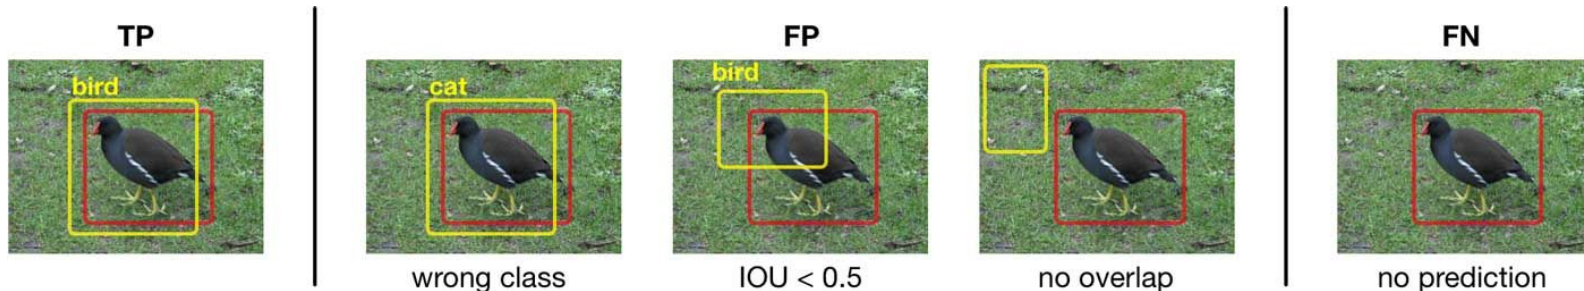 TP
FP
FN
bird
cat
bird
wrong class
IOU < 0.5
no overlap
no prediction